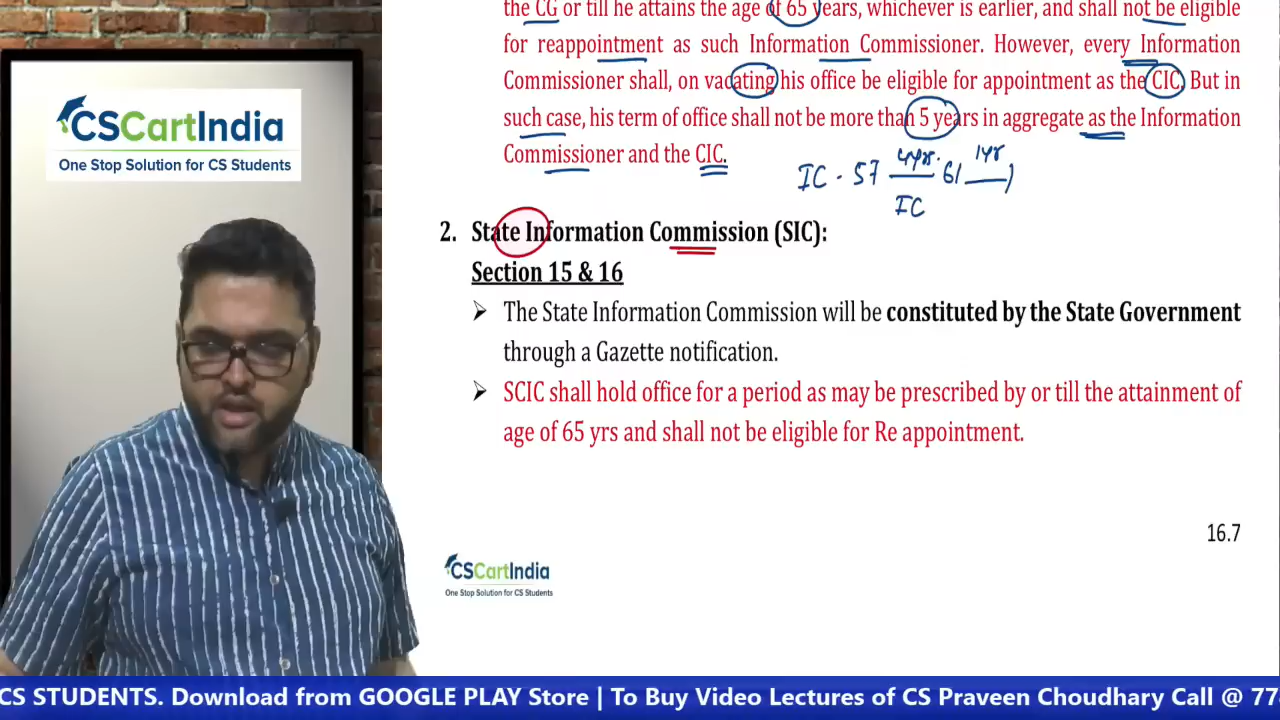 the CG or till he attains the age of 65 years, whichever is earlier, and shall not be eligible
for reappointment as such Information Commissioner. However, every Information
Commissioner shall, on vacating his office be eligible for appointment as the CIC. But in
such case, his term of office shall not be more than 5 years in aggregate as the Information
Commissioner and the CIC.
IC - 57 4yr. 61 1yr
IC
2. State Information Commission (SIC):
Section 15 & 16
➢ The State Information Commission will be constituted by the State Government
through a Gazette notification.
➢ SCIC shall hold office for a period as may be prescribed by or till the attainment of
age of 65 yrs and shall not be eligible for Re appointment.
16.7
CSCartIndia
One Stop Solution for CS Students
CSCartIndia
One Stop Solution for CS Students
CS STUDENTS. Download from GOOGLE PLAY Store | To Buy Video Lectures of CS Praveen Choudhary Call @ 77